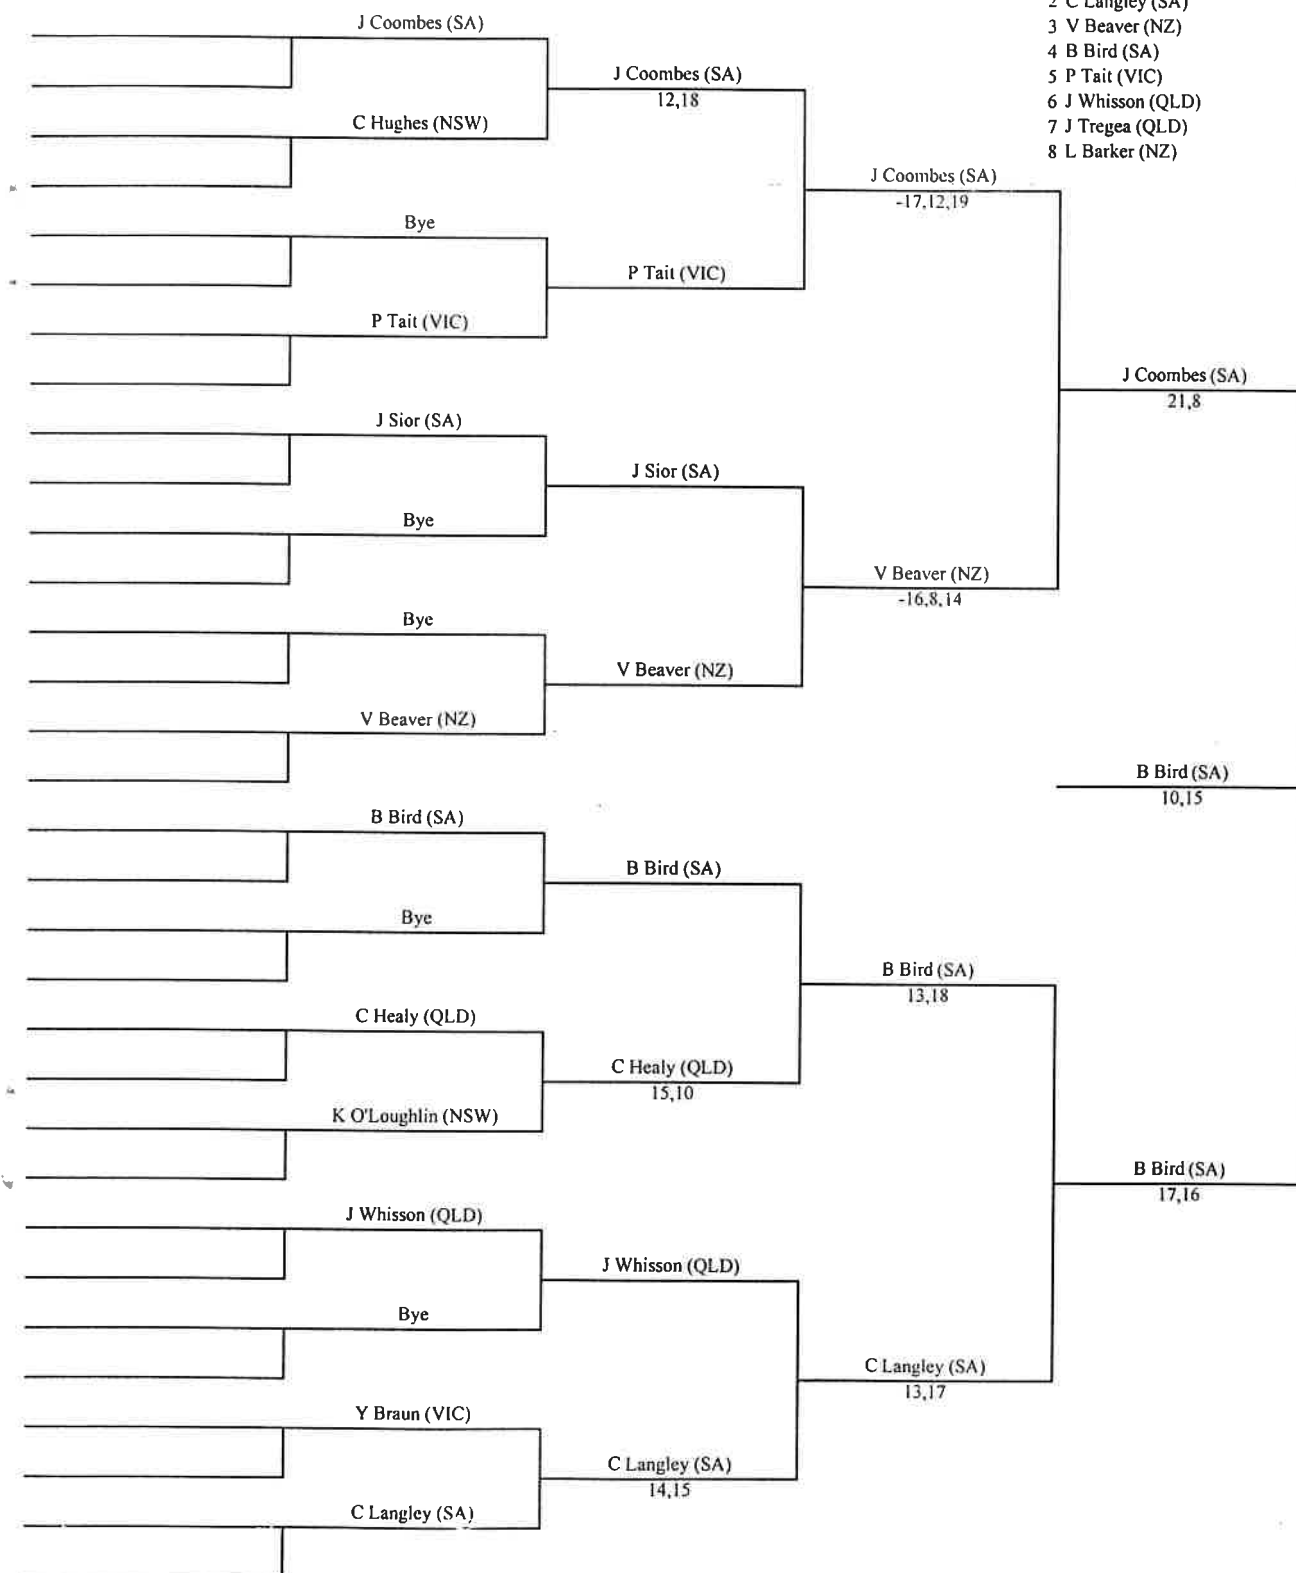 2 C Langley (SA)
3 V Beaver (NZ)
4 B Bird (SA)
5 P Tait (VIC)
6 J Whisson (QLD)
7 J Tregea (QLD)
8 L Barker (NZ)
J Coombes (SA)
C Hughes (NSW)
Bye
P Tait (VIC)
J Sior (SA)
Bye
Bye
V Beaver (NZ)
B Bird (SA)
Bye
C Healy (QLD)
K O'Loughlin (NSW)
J Whisson (QLD)
Bye
Y Braun (VIC)
C Langley (SA)
J Coombes (SA)
12,18
P Tait (VIC)
J Sior (SA)
V Beaver (NZ)
B Bird (SA)
C Healy (QLD)
15,10
J Whisson (QLD)
C Langley (SA)
14,15
J Coombes (SA)
-17,12,19
V Beaver (NZ)
-16,8,14
B Bird (SA)
13,18
C Langley (SA)
13,17
J Coombes (SA)
21,8
B Bird (SA)
10,15
B Bird (SA)
17,16